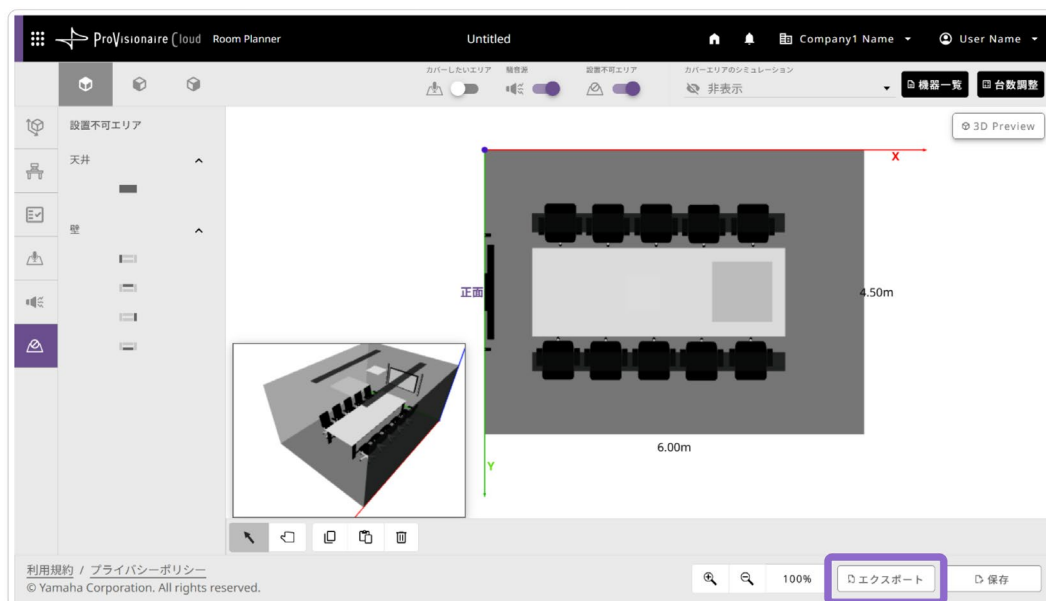 ProVisionaire Cloud Room Planner
Untitled
Company1 Name
User Name
カバーしたいエリア
騒音源
設置不可エリア
カバーエリアのシミュレーション
非表示
機器一覧
台数調整
設置不可エリア
天井
壁
3D Preview
X
正面
4.50m
6.00m
Y
利用規約 / プライバシーポリシー
© Yamaha Corporation. All rights reserved.
100%
エクスポート
保存